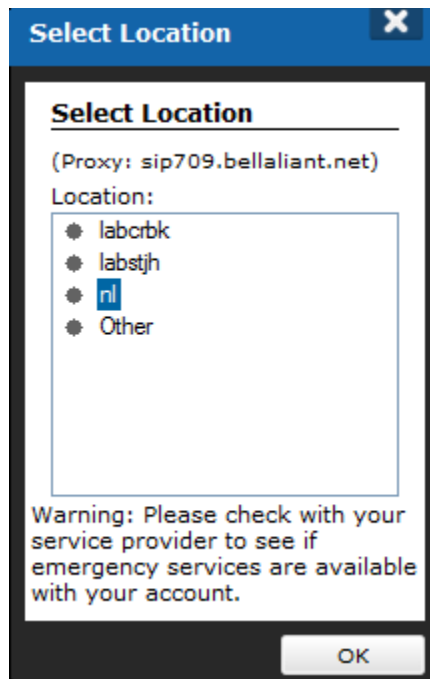 Select Location
Select Location
(Proxy: sip709.bellaliant.net)
Location:
labcrbk
labstjh
nl
Other
Warning: Please check with your
service provider to see if
emergency services are available
with your account.
OK